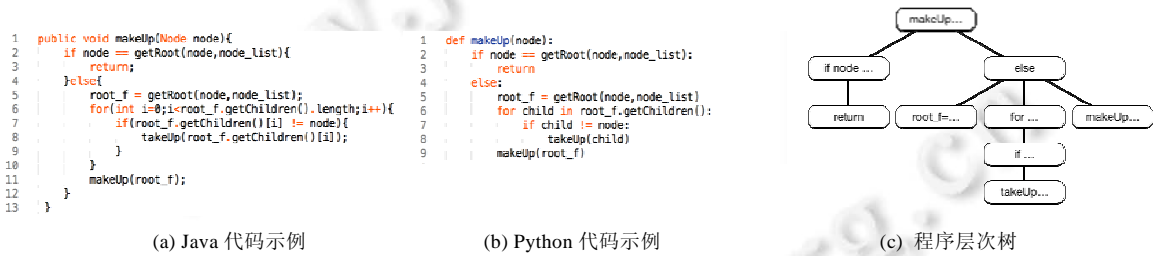 1 public void makeUp(Node node){
2 if node == getRoot(node,node_list){
3 return;
4 }else{
5 root_f = getRoot(node,node_list);
6 for(int i=0;i<root_f.getChildren().length;i++){
7 if(root_f.getChildren()[i] != node){
8 takeUp(root_f.getChildren()[i]);
9 }
10 }
11 makeUp(root_f);
12 }
13 }
(a) Java 代码示例
1 def makeUp(node):
2 if node == getRoot(node,node_list):
3 return
4 else:
5 root_f = getRoot(node,node_list)
6 for child in root_f.getChildren():
7 if child != node:
8 takeUp(child)
9 makeUp(root_f)
(b) Python 代码示例
makeUp...
if node ...
else
return
root_f=...
for ...
makeUp...
if ...
takeUp...
(c) 程序层次树